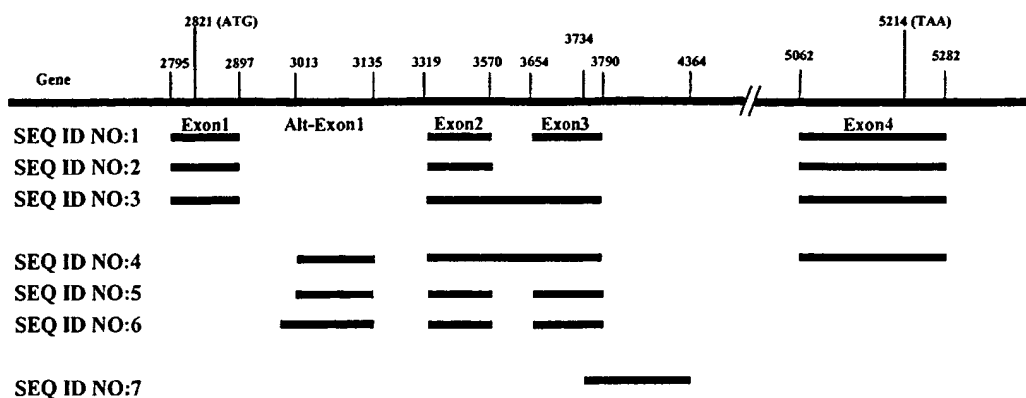 2821 (ATG)
5214 (TAA)
3734
2795 2897 3013 3135 3319 3570 3654 3790 4364 5062 5282
Gene
Exon1 Alt-Exon1 Exon2 Exon3 Exon4
SEQ ID NO:1
SEQ ID NO:2
SEQ ID NO:3
SEQ ID NO:4
SEQ ID NO:5
SEQ ID NO:6
SEQ ID NO:7